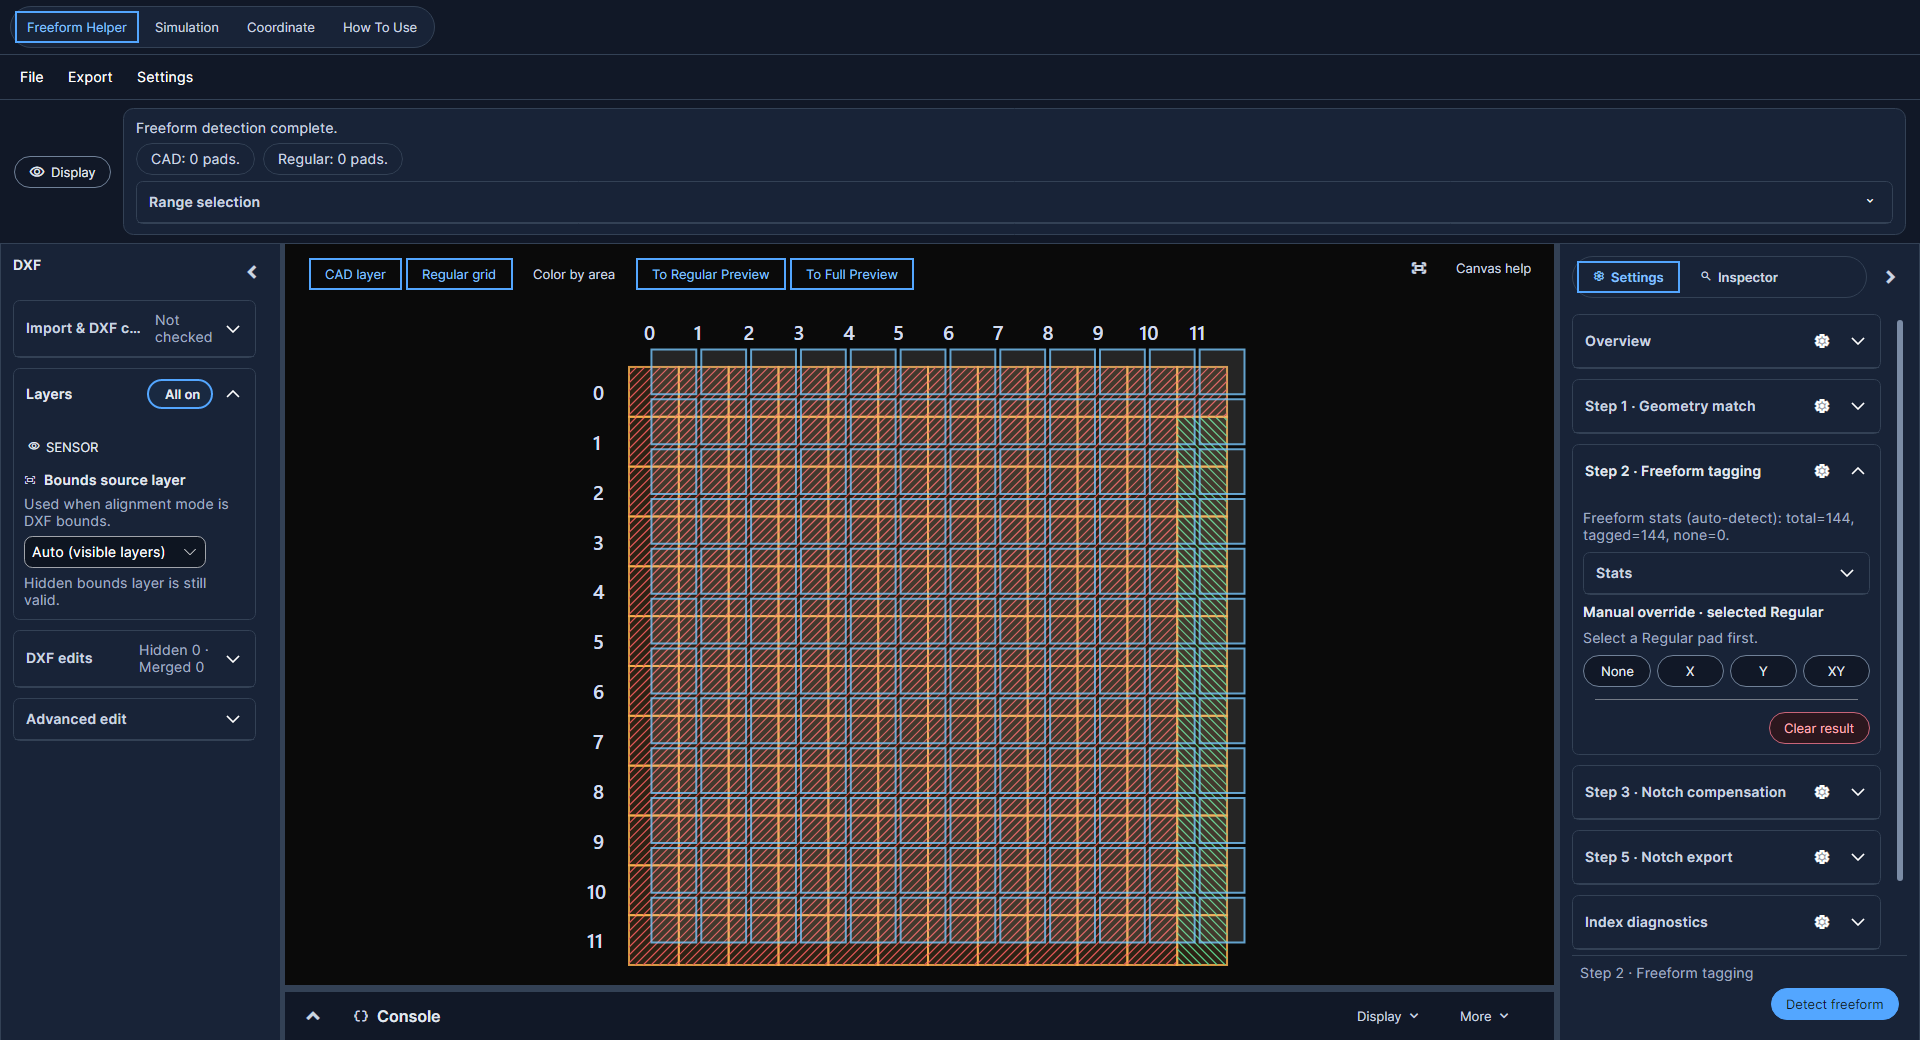 Freeform Helper Simulation Coordinate How To Use
File Export Settings
Display
Freeform detection complete.
CAD: 0 pads. Regular: 0 pads.
Range selection
DXF
Import & DXF c... Not checked
Layers All on
SENSOR
Bounds source layer
Used when alignment mode is
DXF bounds.
Auto (visible layers)
Hidden bounds layer is still
valid.
DXF edits Hidden 0 · Merged 0
Advanced edit
CAD layer Regular grid Color by area To Regular Preview To Full Preview Canvas help
0 1 2 3 4 5 6 7 8 9 10 11
0
1
2
3
4
5
6
7
8
9
10
11
Console Display More
Settings Inspector
Overview
Step 1 · Geometry match
Step 2 · Freeform tagging
Freeform stats (auto-detect): total=144,
tagged=144, none=0.
Stats
Manual override · selected Regular
Select a Regular pad first.
None X Y XY
Clear result
Step 3 · Notch compensation
Step 5 · Notch export
Index diagnostics
Step 2 · Freeform tagging
Detect freeform